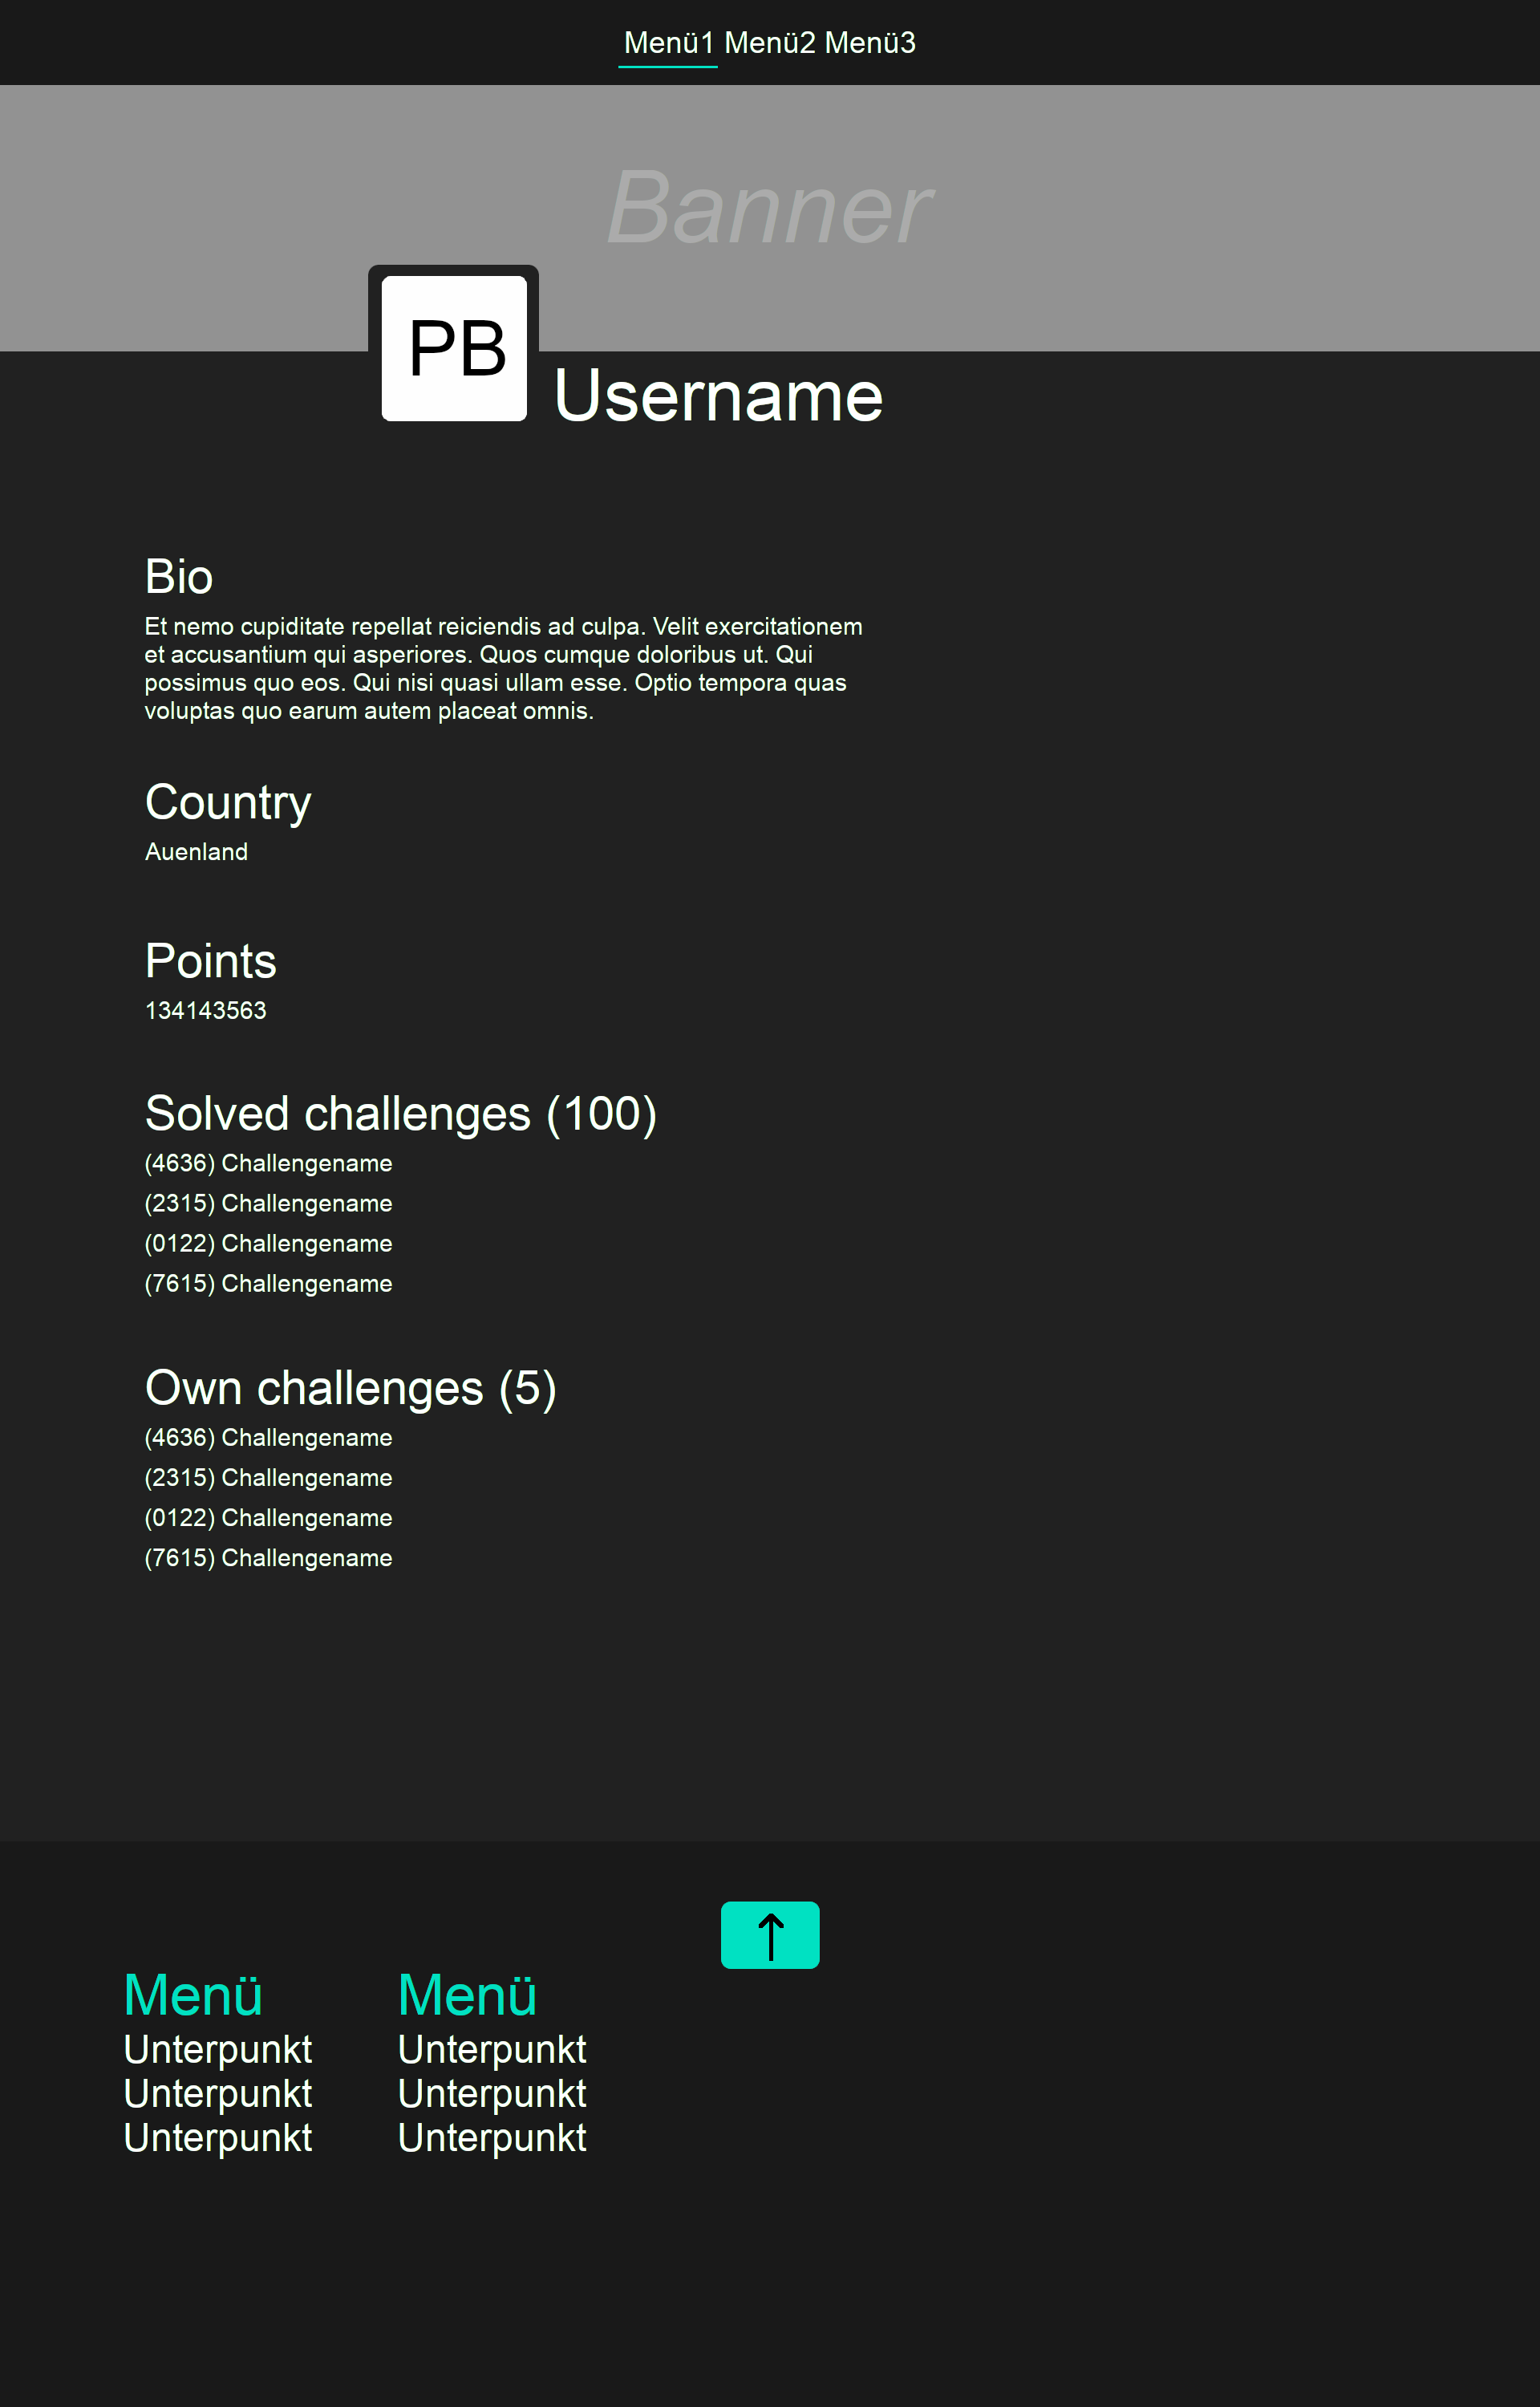 Menü1 Menü2 Menü3
Banner
PB
Username
Bio
Et nemo cupiditate repellat reiciendis ad culpa. Velit exercitationem
et accusantium qui asperiores. Quos cumque doloribus ut. Qui
possimus quo eos. Qui nisi quasi ullam esse. Optio tempora quas
voluptas quo earum autem placeat omnis.
Country
Auenland
Points
134143563
Solved challenges (100)
(4636) Challengename
(2315) Challengename
(0122) Challengename
(7615) Challengename
Own challenges (5)
(4636) Challengename
(2315) Challengename
(0122) Challengename
(7615) Challengename
↑
Menü
Unterpunkt
Unterpunkt
Unterpunkt
Menü
Unterpunkt
Unterpunkt
Unterpunkt